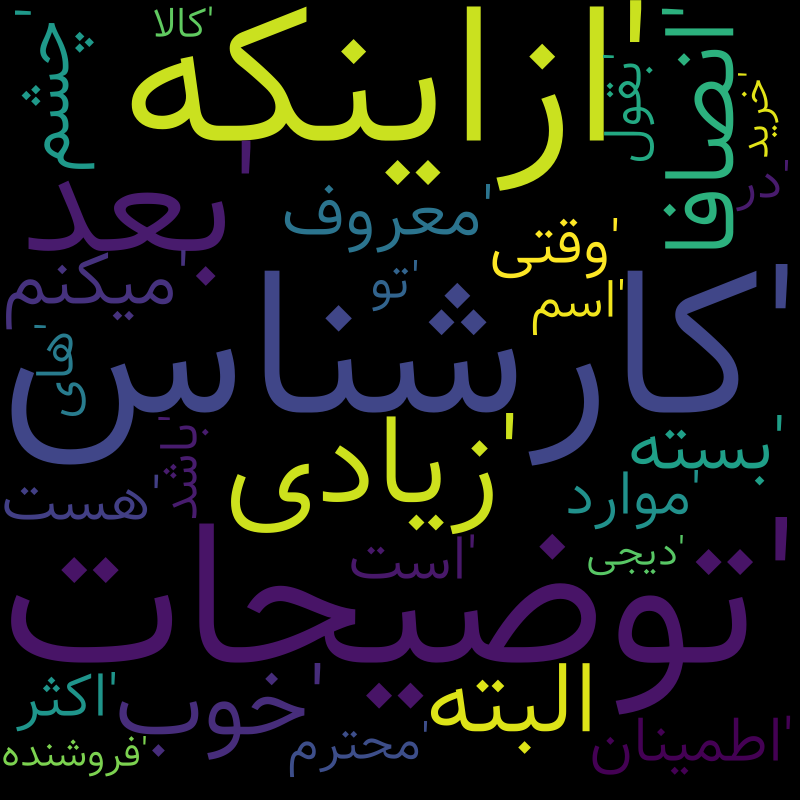 'کالا
'ازاینکه
'چشم
'بقول
'انصافا
'خرید
'در
'بعد
'معروف
'وقتی
'میکنم
'تو
'اسم
'کارشناس
'های
'باشد
'زیادی
'بسته
'هست
'موارد
'است
'دیجی
'توضیحات
'اکثر
'خوب
'البته
'فروشنده
'محترم
'اطمینان